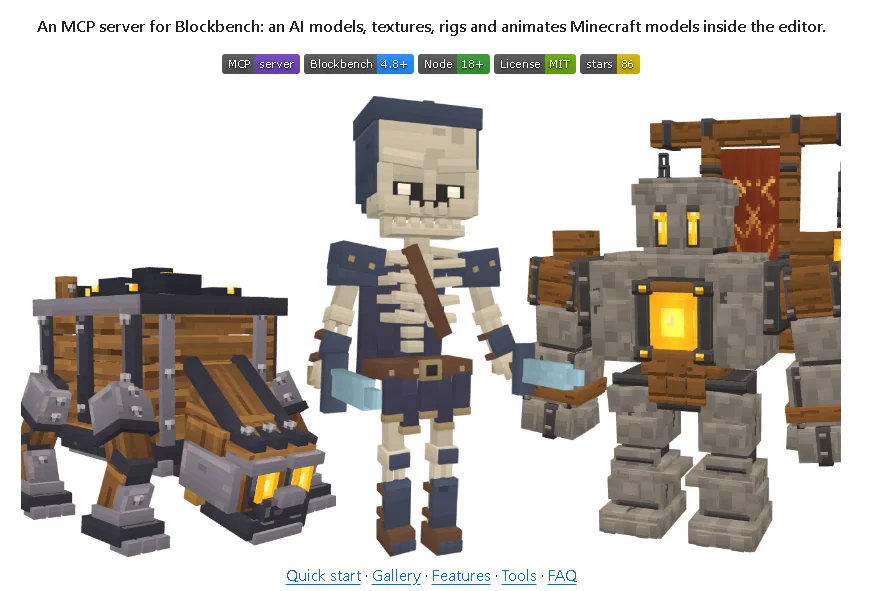 An MCP server for Blockbench: an AI models, textures, rigs and animates Minecraft models inside the editor.
MCP server Blockbench 4.8+ Node 18+ License MIT stars 86
Quick start · Gallery · Features · Tools · FAQ